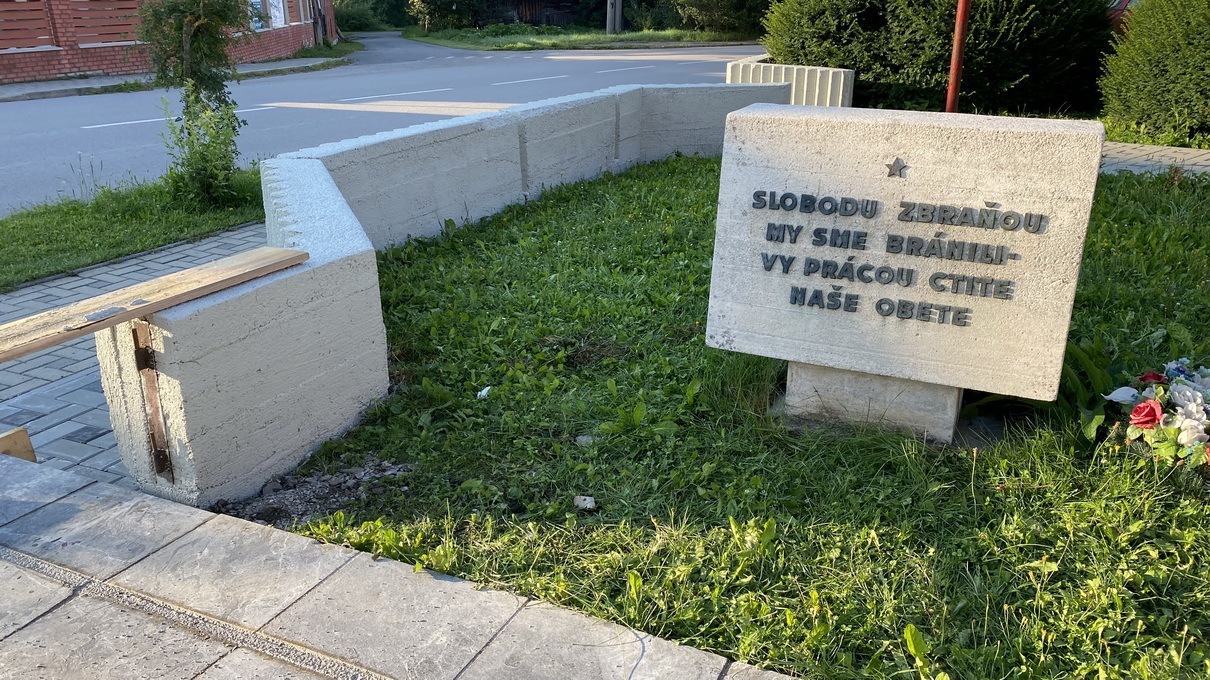 SLOBODU ZBRAŇOU
MY SME BRÁNILI-
VY PRÁCOU CTITE
NAŠE OBETE